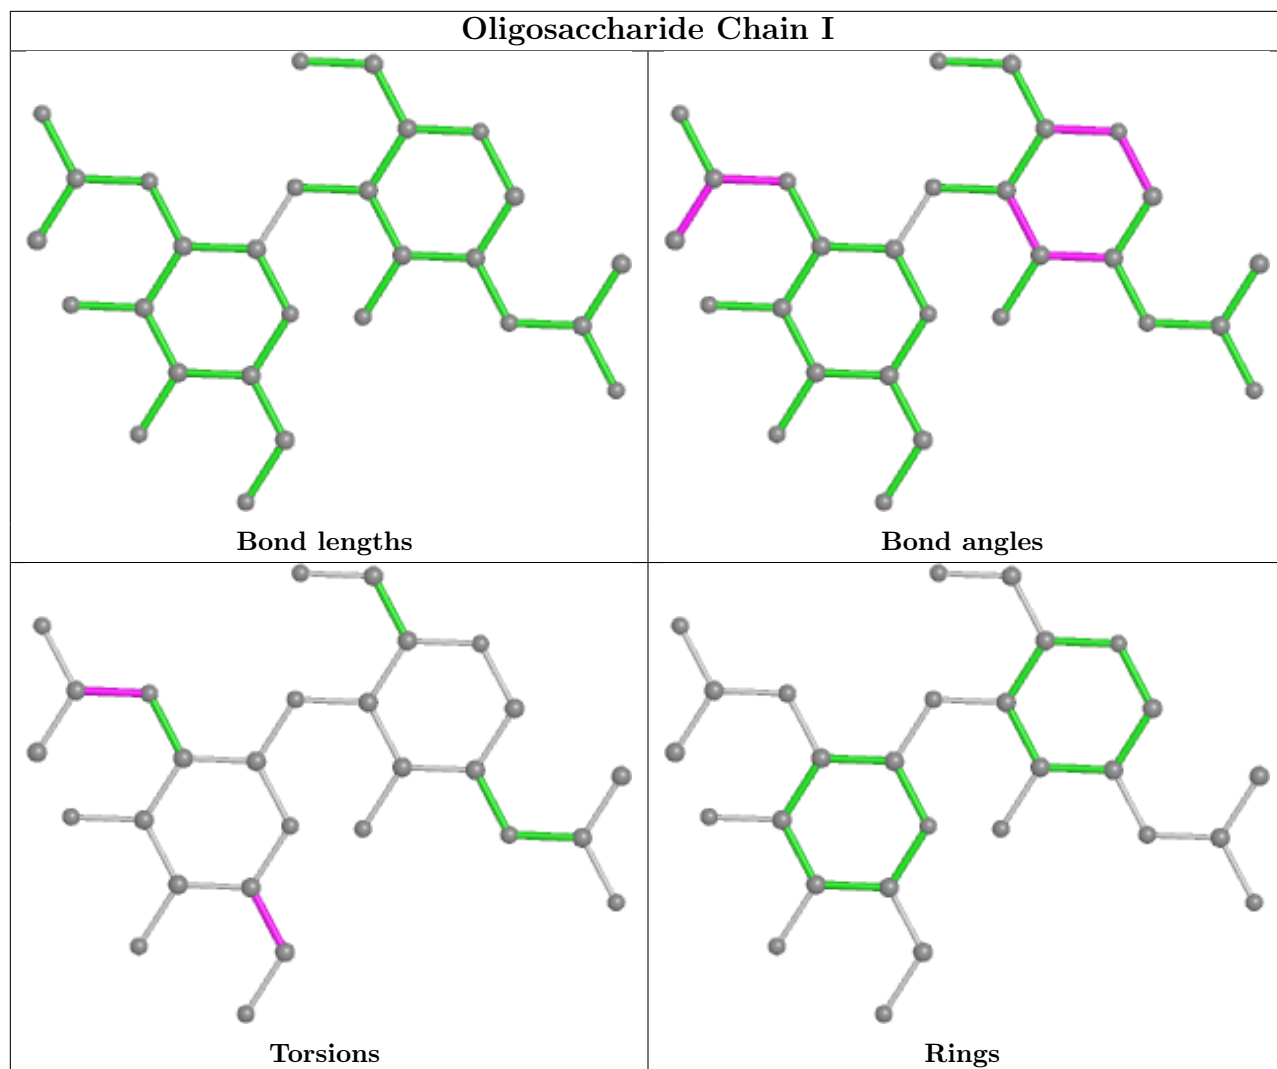 Oligosaccharide Chain I
Bond lengths
Bond angles
Torsions
Rings